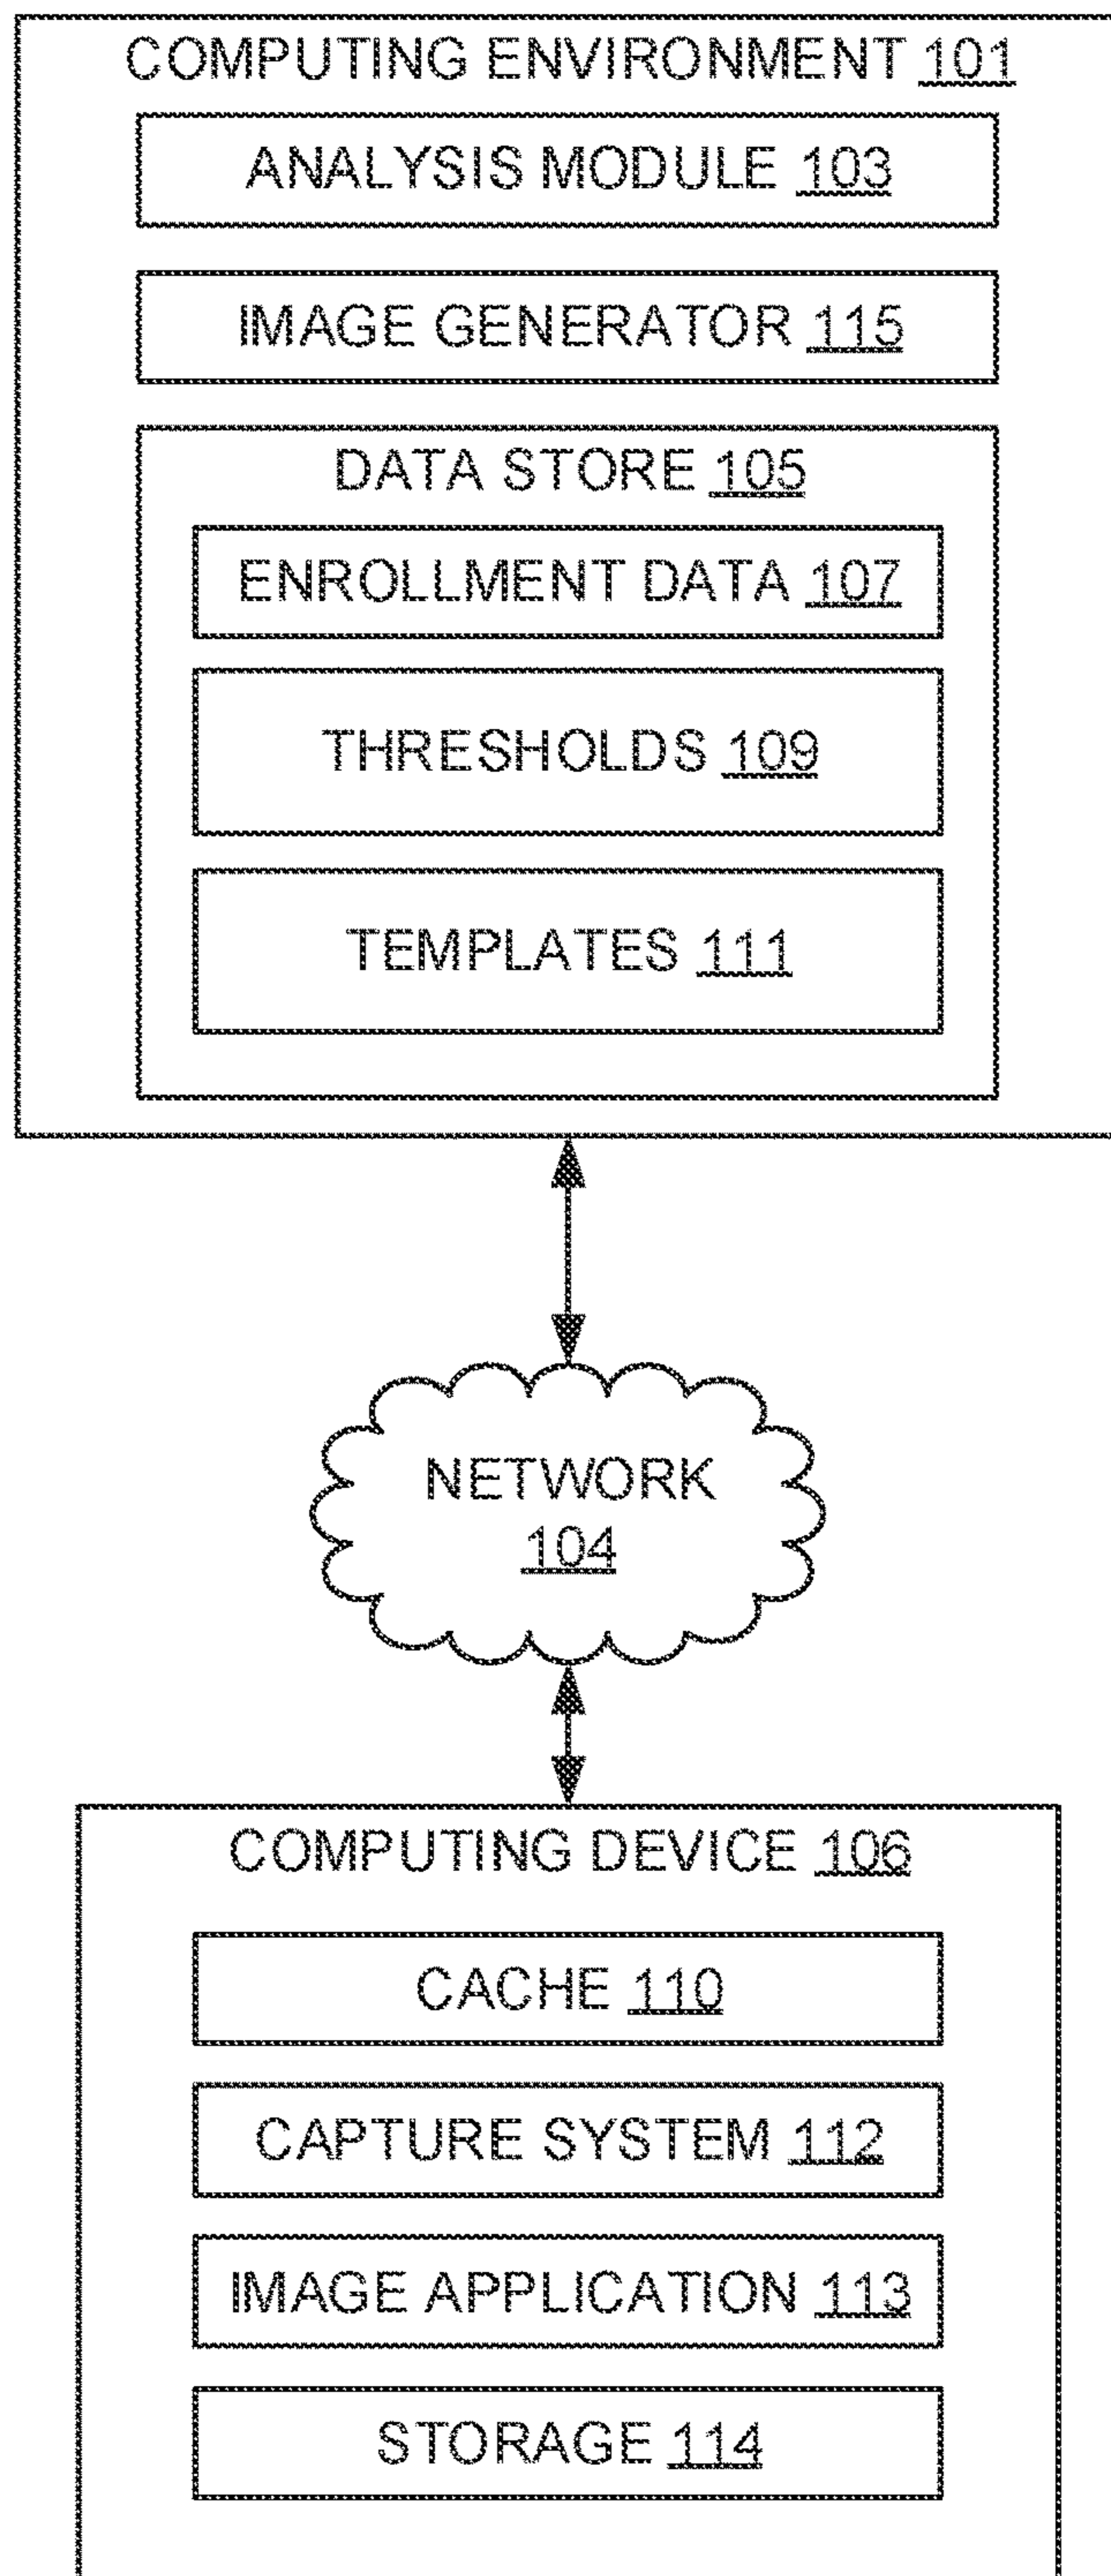 COMPUTING ENVIRONMENT 101
ANALYSIS MODULE 103
IMAGE GENERATOR 115
DATA STORE 105
ENROLLMENT DATA 107
THRESHOLDS 109
TEMPLATES 111
NETWORK
104
COMPUTING DEVICE 106
CACHE 110
CAPTURE SYSTEM 112
IMAGE APPLICATION 113
STORAGE 114